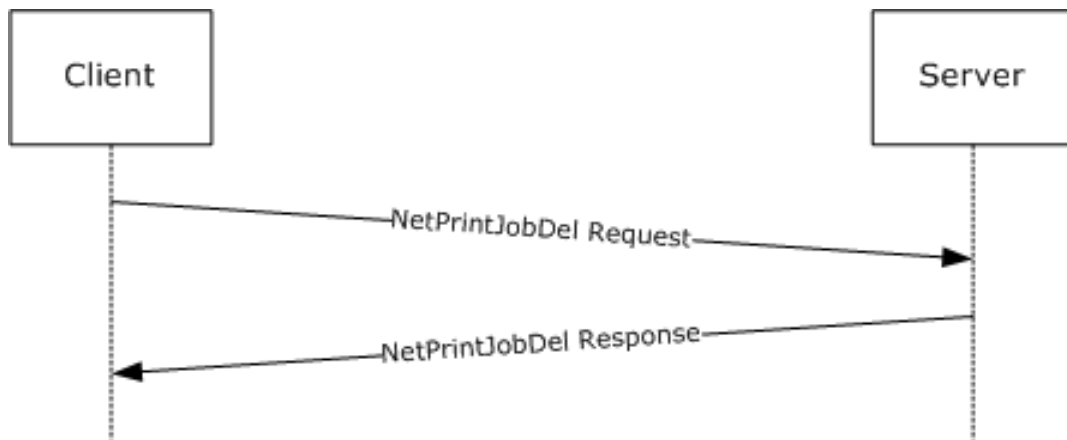 Client
Server
NetPrintJobDel Request
NetPrintJobDel Response